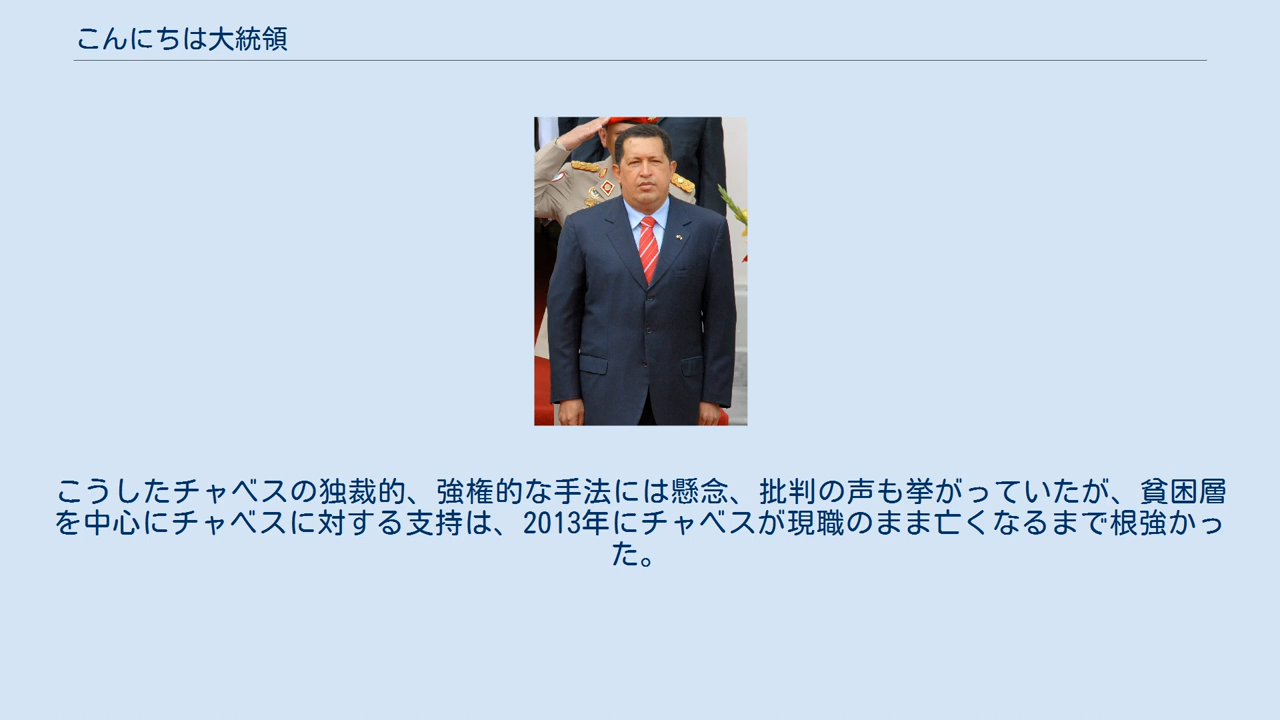 こんにちは大統領
こうしたチャベスの独裁的、強権的な手法には懸念、批判の声も挙がっていたが、貧困層
を中心にチャベスに対する支持は、2013年にチャベスが現職のまま亡くなるまで根強かっ
た。